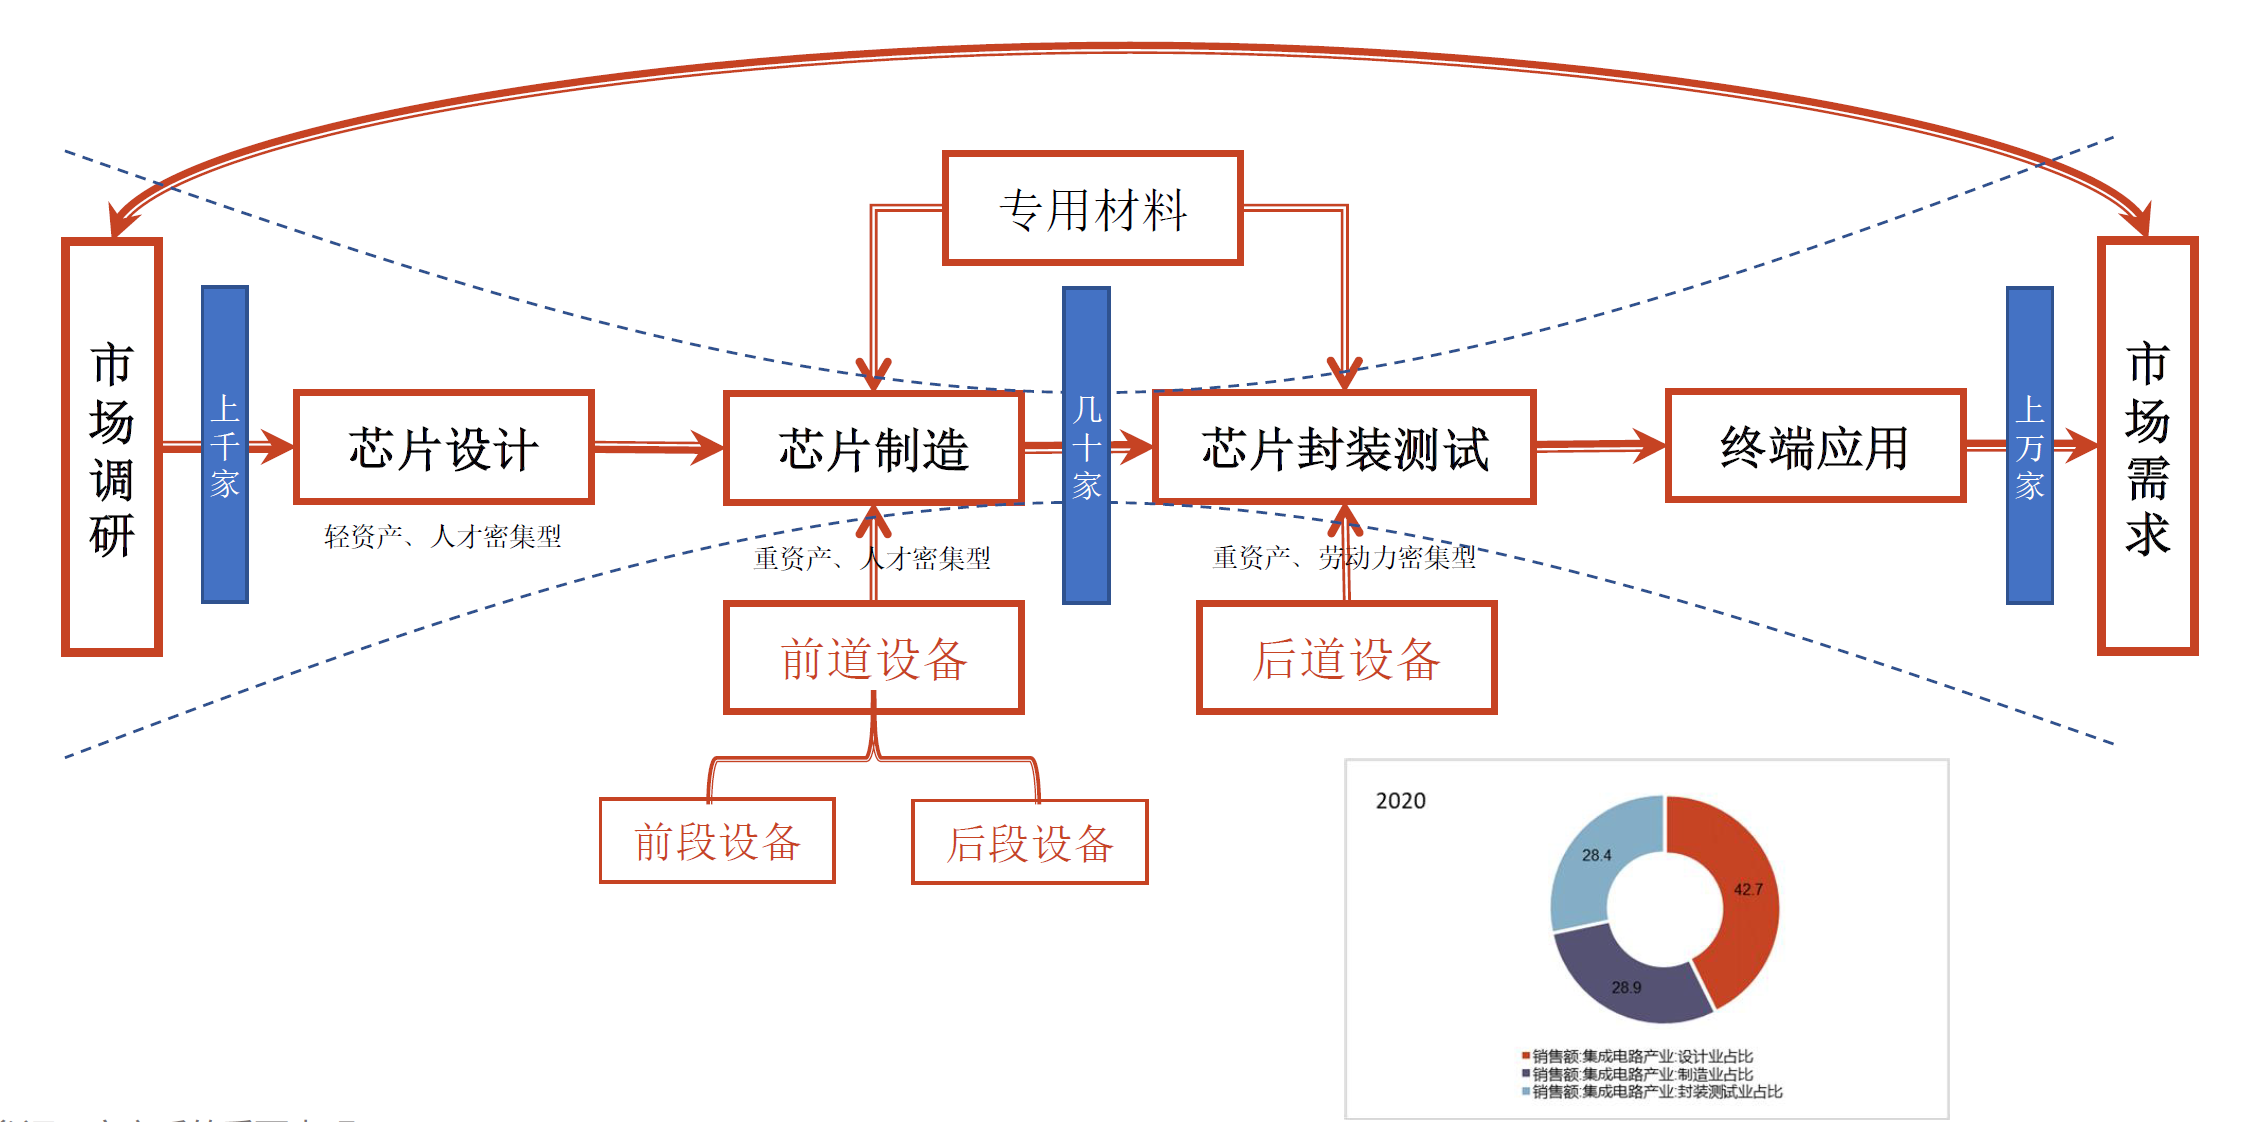 专用材料
市场调研
上千家
芯片设计
轻资产、人才密集型
芯片制造
重资产、人才密集型
几十家
芯片封装测试
重资产、劳动力密集型
终端应用
上万家
市场需求
前道设备
后道设备
前段设备
后段设备
2020
28.4
42.7
28.9
销售额:集成电路产业:设计业占比
销售额:集成电路产业:制造业占比
销售额:集成电路产业:封装测试业占比